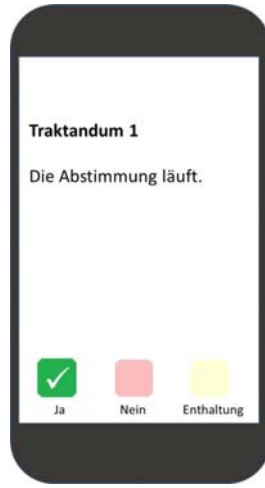 Traktandum 1
Die Abstimmung läuft.
Ja Nein Enthaltung